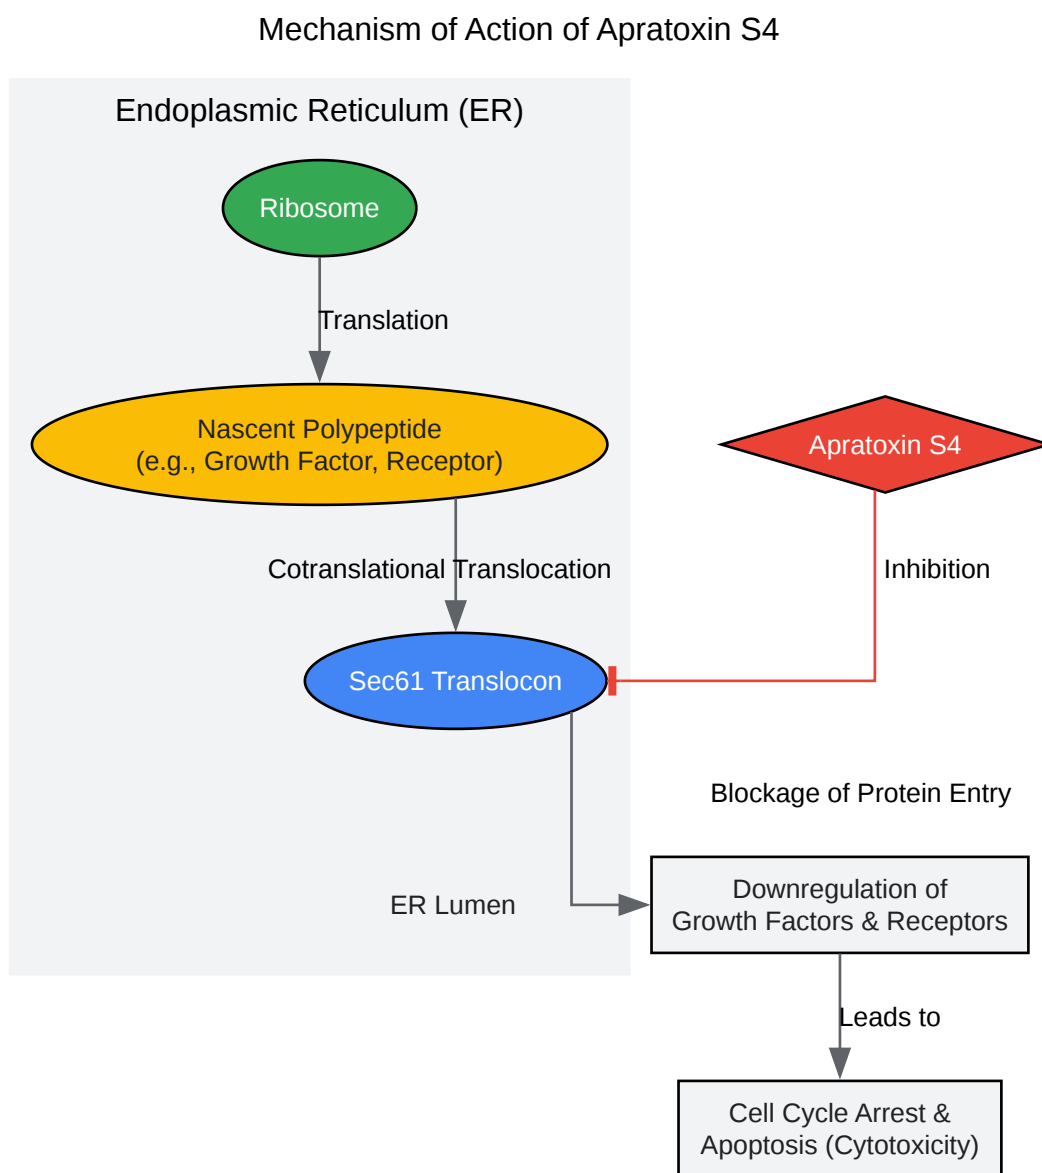 Mechanism of Action of Apratoxin S4
Endoplasmic Reticulum (ER)
Ribosome
Translation
Nascent Polypeptide
(e.g., Growth Factor, Receptor)
Apratoxin S4
Cotranslational Translocation
Inhibition
Sec61 Translocon
Blockage of Protein Entry
ER Lumen
Downregulation of
Growth Factors & Receptors
Leads to
Cell Cycle Arrest &
Apoptosis (Cytotoxicity)